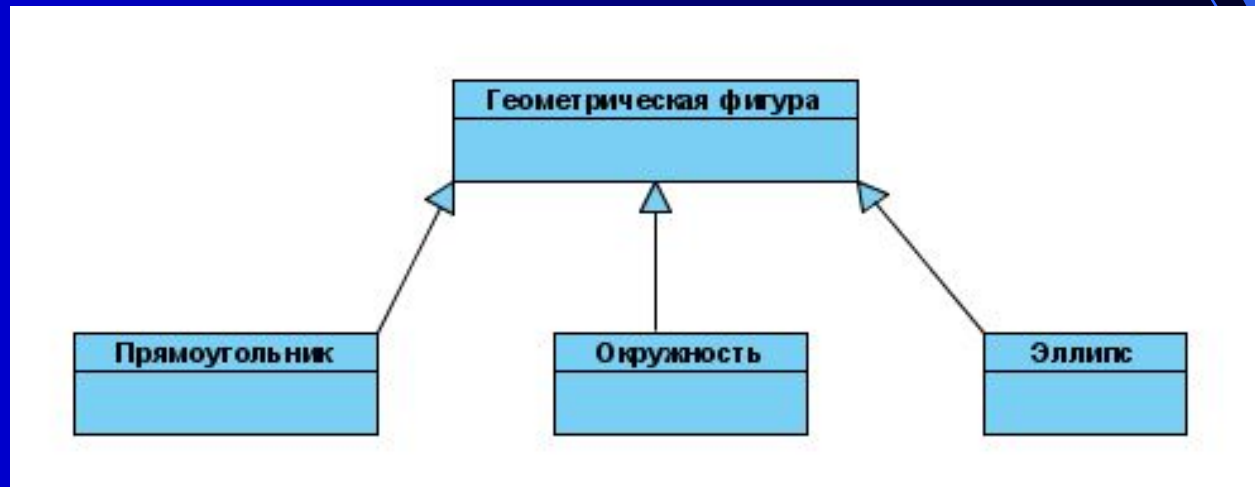 Геометрическая фигура
Прямоугольник
Окружность
Эллипс